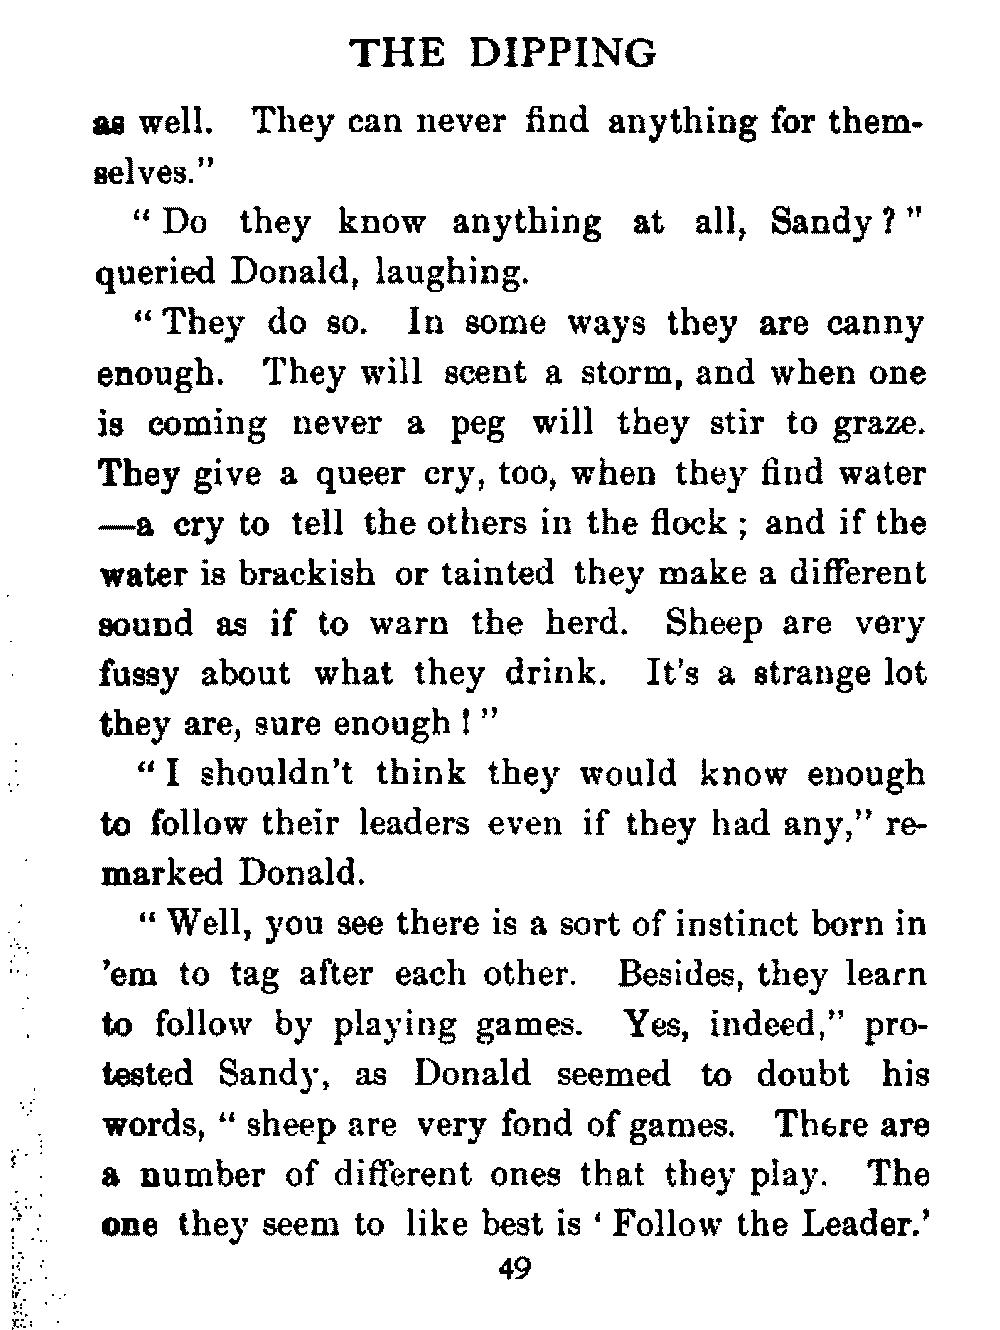 THE DIPPING
as well. They can never find anything for them-
selves."
" Do they know anything at all, Sandy ? "
queried Donald, laughing.
" They do so. In some ways they are canny
enough. They will scent a storm, and when one
is coming never a peg will they stir to graze.
They give a queer cry, too, when they find water
—a cry to tell the others in the flock ; and if the
water is brackish or tainted they make a different
sound as if to warn the herd. Sheep are very
fussy about what they drink. It's a strange lot
they are, sure enough ! "
" I shouldn't think they would know enough
to follow their leaders even if they had any," re-
marked Donald.
" Well, you see there is a sort of instinct born in
'em to tag after each other. Besides, they learn
to follow by playing games. Yes, indeed," pro-
tested Sandy, as Donald seemed to doubt his
words, " sheep are very fond of games. There are
a number of different ones that they play. The
one they seem to like best is ' Follow the Leader.'
49